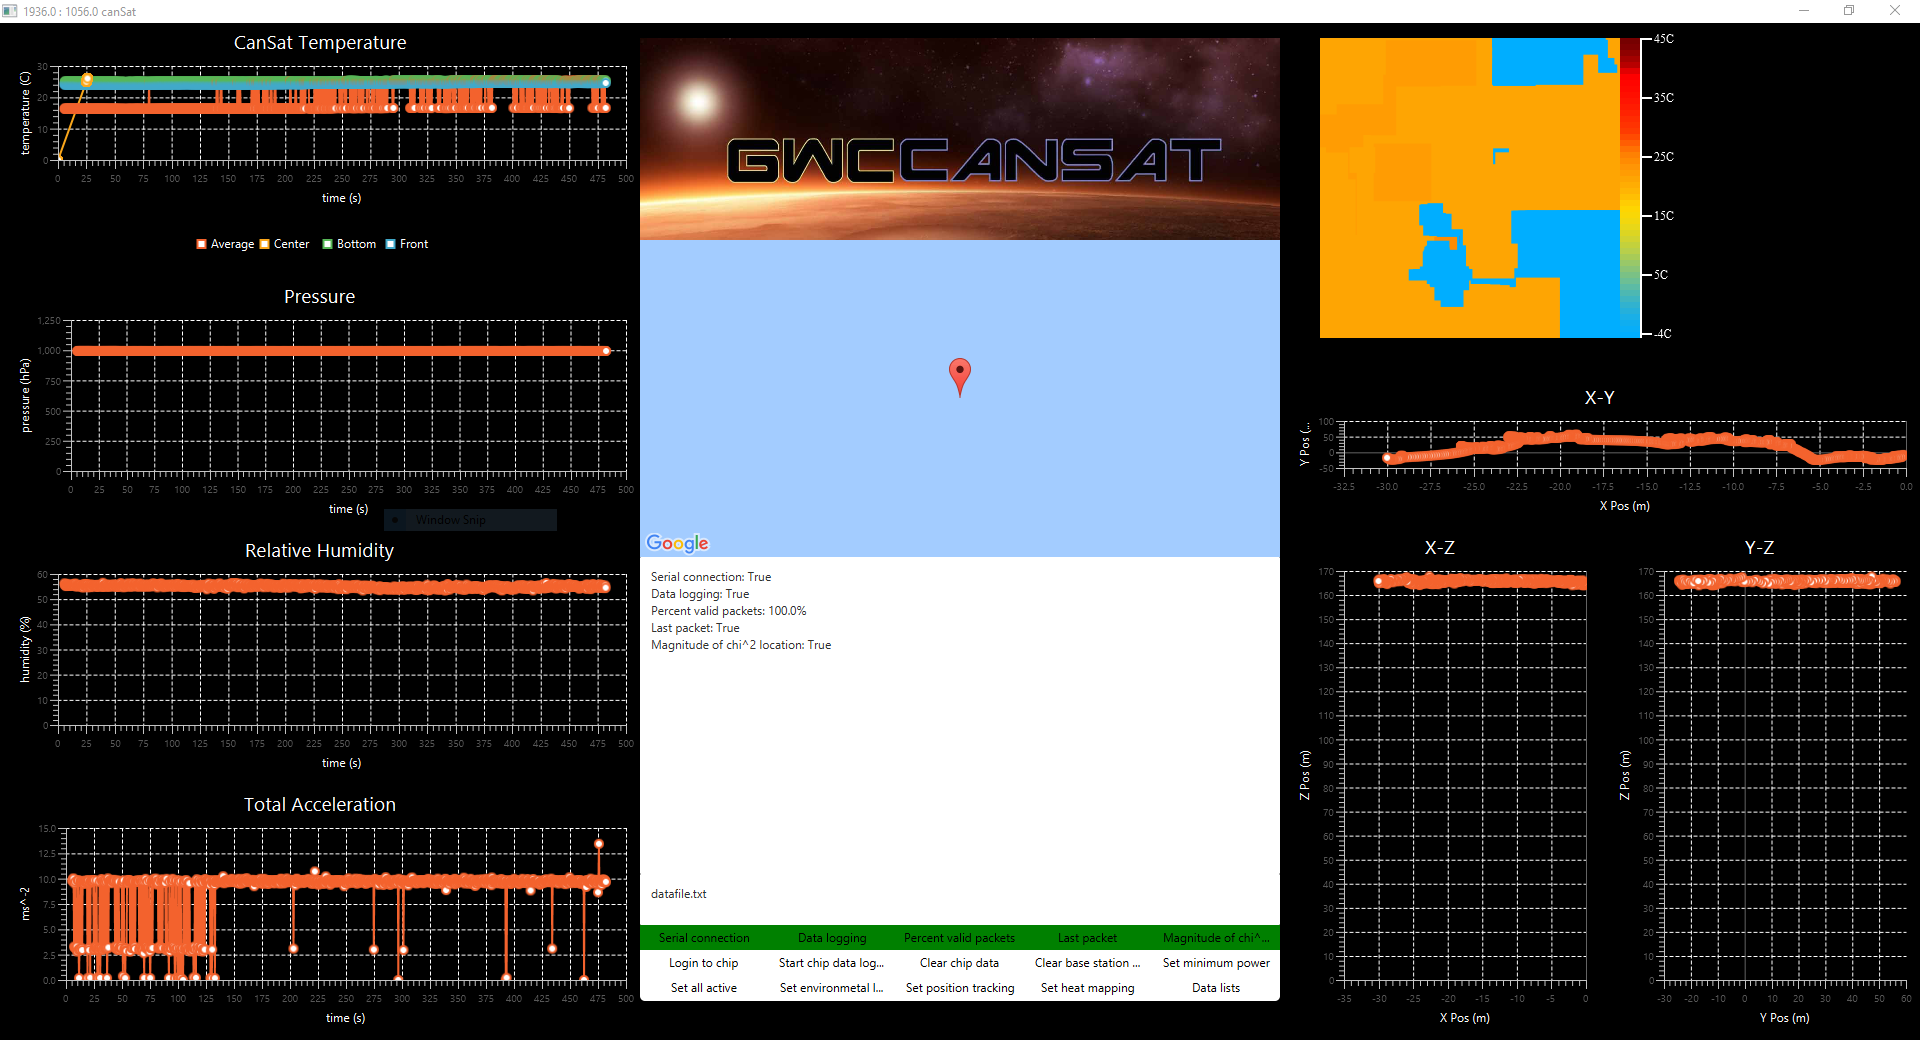 1936.0 : 1056.0 canSat
CanSat Temperature
temperature (C)
30
20
10
0
0 25 50 75 100 125 150 175 200 225 250 275 300 325 350 375 400 425 450 475 500
time (s)
Average Center Bottom Front
Pressure
pressure (hPa)
1,250
1,000
750
500
250
0
0 25 50 75 100 125 150 175 200 225 250 275 300 325 350 375 400 425 450 475 500
time (s)
Window Snip
Relative Humidity
humidity (%)
60
50
40
30
20
10
0
0 25 50 75 100 125 150 175 200 225 250 275 300 325 350 375 400 425 450 475 500
time (s)
Total Acceleration
ms^-2
15.0
12.5
10.0
7.5
5.0
2.5
0.0
0 25 50 75 100 125 150 175 200 225 250 275 300 325 350 375 400 425 450 475 500
time (s)
GWCCANSAT
Google
Serial connection: True
Data logging: True
Percent valid packets: 100.0%
Last packet: True
Magnitude of chi^2 location: True
datafile.txt
Serial connection Data logging Percent valid packets Last packet Magnitude of chi^...
Login to chip Start chip data log... Clear chip data Clear base station ... Set minimum power
Set all active Set environmetal l... Set position tracking Set heat mapping Data lists
45C
35C
25C
15C
5C
-4C
X-Y
Y Pos (...
100
50
0
-50
-32.5 -30.0 -27.5 -25.0 -22.5 -20.0 -17.5 -15.0 -12.5 -10.0 -7.5 -5.0 -2.5 0.0
X Pos (m)
X-Z
Z Pos (m)
170
160
150
140
130
120
110
100
90
80
70
60
50
40
30
20
10
0
-35 -30 -25 -20 -15 -10 -5 0
X Pos (m)
Y-Z
Z Pos (m)
170
160
150
140
130
120
110
100
90
80
70
60
50
40
30
20
10
0
-30 -20 -10 0 10 20 30 40 50 60
Y Pos (m)